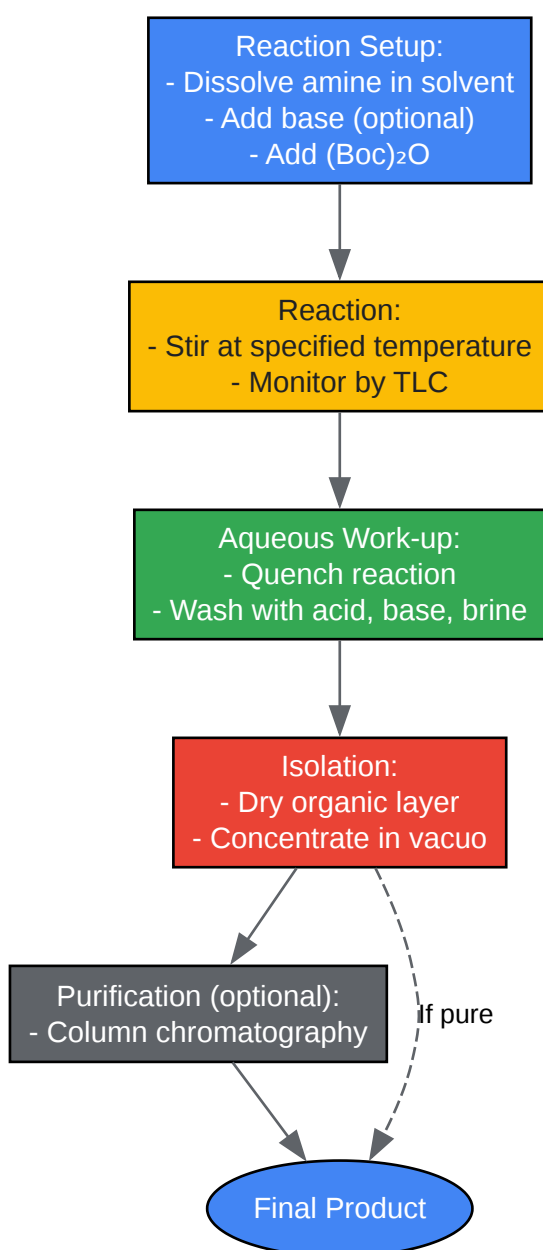 Reaction Setup:
- Dissolve amine in solvent
- Add base (optional)
- Add (Boc)₂O
Reaction:
- Stir at specified temperature
- Monitor by TLC
Aqueous Work-up:
- Quench reaction
- Wash with acid, base, brine
Isolation:
- Dry organic layer
- Concentrate in vacuo
Purification (optional):
- Column chromatography
If pure
Final Product